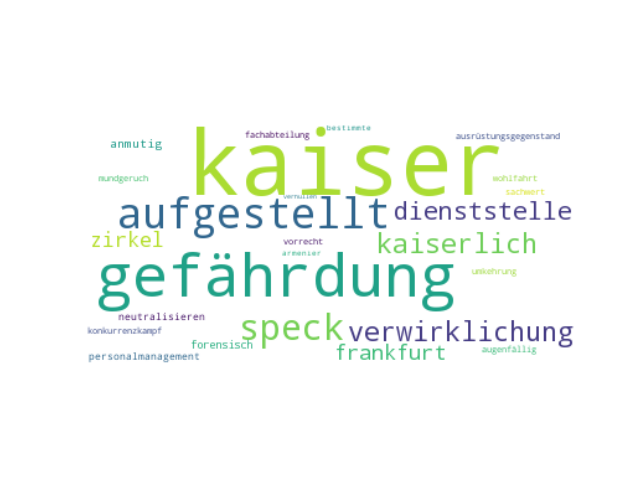 bestimmte
fachabteilung
ausrüstungsgegenstand
anmutig
kaiser
mundgeruch
wohlfahrt
sachwert
verhüllen
aufgestellt
dienststelle
zirkel
vorrecht
kaiserlich
armenier
gefährdung
umkehrung
neutralisieren
speck
verwirklichung
konkurrenzkampf
forensisch
frankfurt
augenfällig
personalmanagement